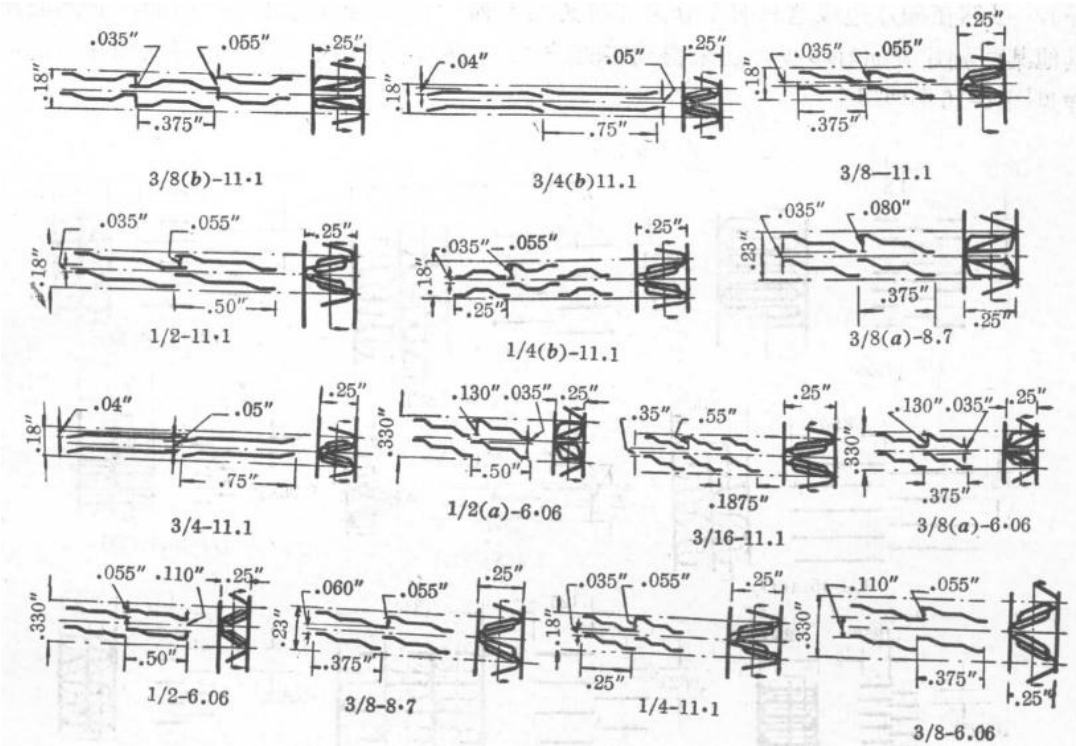 .035″ .055″ .25″
.18″
.375″
3/8(b)-11·1
.04″ .05″ .25″
.18″
.75″
3/4(b)11.1
.035″ .055″ .25″
.18″
.375″
3/8—11.1
.035″ .055″ .25″
.18″
.50″
1/2-11·1
.035″ .055″ .25″
.18″
.25″
1/4(b)-11.1
.035″ .080″
.23″
.375″
.25″
3/8(a)-8.7
.04″ .05″ .25″
.18″
.75″
3/4-11.1
.130″ .035″ .25″
.330″
.50″
1/2(a)-6·06
.35″ .55″ .25″
.1875″
3/16-11.1
.130″ .035″ .25″
.330″
.375″
3/8(a)-6·06
.055″ .110″ .25″
.330″
.50″
1/2-6.06
.060″ .055″ .25″
.23″
.375″
3/8-8·7
.035″ .055″ .25″
.18″
.25″
1/4-11·1
.110″ .055″
.330″
.375″
.25″
3/8-6.06